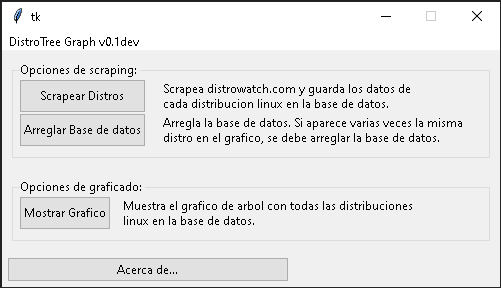 tk
DistroTree Graph v0.1dev
Opciones de scraping:
Scrapear Distros
Scrapea distrowatch.com y guarda los datos de
cada distribucion linux en la base de datos.
Arreglar Base de datos
Arregla la base de datos. Si aparece varias veces la misma
distro en el grafico, se debe arreglar la base de datos.
Opciones de graficado:
Mostrar Grafico
Muestra el grafico de arbol con todas las distribuciones
linux en la base de datos.
Acerca de...